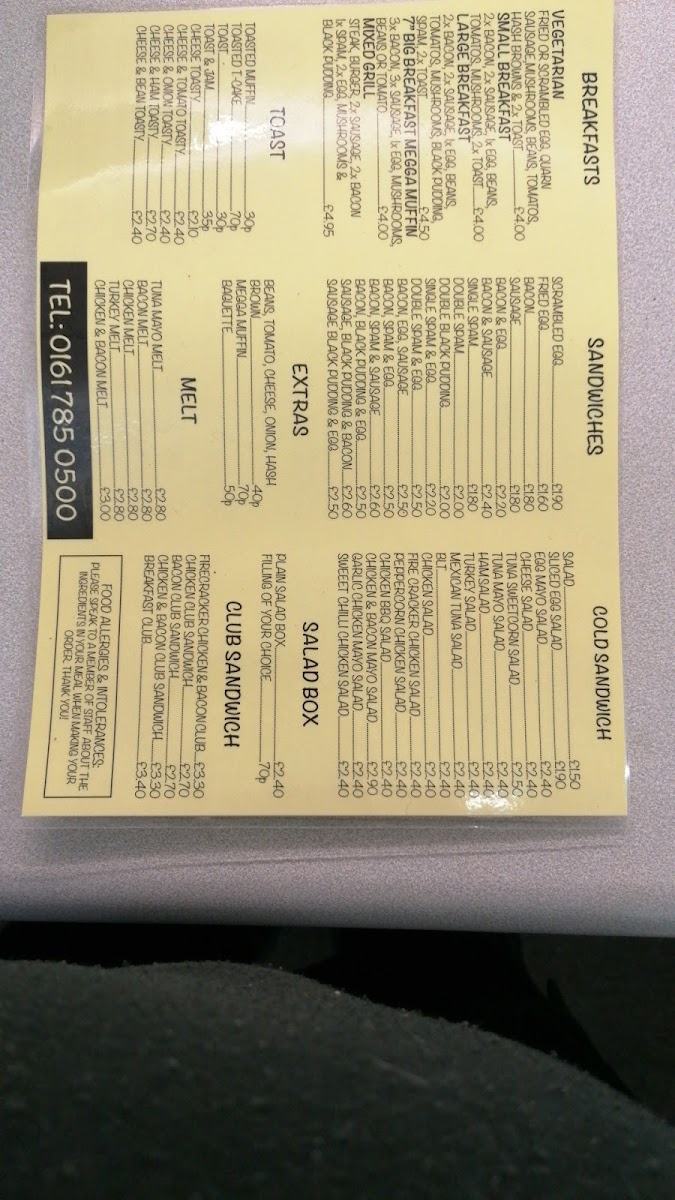 BREAKFASTS
VEGETARIAN
FRIED OR SCRAMBLED EGG, QUARN
SAUSAGE, MUSHROOMS, BEANS, TOMATOS,
HASH BROWNS & 2x TOAST £4.00
SMALL BREAKFAST
2x BACON, 2x SAUSAGE, 1x EGG, BEANS,
TOMATOS, MUSHROOMS, 2x TOAST £4.00
LARGE BREAKFAST
2x BACON, 2x SAUSAGE, 1x EGG, BEANS,
TOMATOS, MUSHROOMS, BLACK PUDDING,
SPAM, 2x TOAST £4.50
7" BIG BREAKFAST MEGGA MUFFIN
3x BACON, 3x SAUSAGE, 1x EGG, MUSHROOMS,
BEANS OR TOMATO £4.00
MIXED GRILL
STEAK, BURGER, 2x SAUSAGE, 2x BACON
1x SPAM, 2x EGG, MUSHROOMS &
BLACK PUDDING £4.95
TOAST
TOASTED MUFFIN 30p
TOASTED T-CAKE 70p
TOAST 30p
TOAST & JAM 35p
CHEESE TOASTY £2.10
CHEESE & TOMATO TOASTY £2.40
CHEESE & ONION TOASTY £2.40
CHEESE & HAM TOASTY £2.70
CHEESE & BEAN TOASTY £2.40
SANDWICHES
SCRAMBLED EGG £1.90
FRIED EGG £1.60
BACON £1.80
SAUSAGE £1.80
BACON & EGG £2.20
BACON & SAUSAGE £2.40
SINGLE SPAM £1.80
DOUBLE SPAM £2.00
DOUBLE BLACK PUDDING £2.00
SINGLE SPAM & EGG £2.20
DOUBLE SPAM & EGG £2.50
BACON, EGG, SAUSAGE £2.50
BACON, SPAM & EGG £2.50
BACON, SPAM & SAUSAGE £2.60
BACON, BLACK PUDDING & EGG £2.50
SAUSAGE, BLACK PUDDING & BACON £2.60
SAUSAGE BLACK PUDDING & EGG £2.50
EXTRAS
BEANS, TOMATO, CHEESE, ONION, HASH
BROWN 40p
MEGGA MUFFIN 70p
BAGUETTE 50p
MELT
TUNA MAYO MELT £2.80
BACON MELT £2.80
CHICKEN MELT £2.80
TURKEY MELT £2.80
CHICKEN & BACON MELT £3.00
TEL: 0161 785 0500
COLD SANDWICH
SALAD £1.50
SLICED EGG SALAD £1.90
EGG MAYO SALAD £2.40
CHEESE SALAD £2.40
TUNA SWEETCORN SALAD £2.50
TUNA MAYO SALAD £2.40
HAM SALAD £2.40
TURKEY SALAD £2.40
MEXICAN TUNA SALAD £2.40
BLT £2.40
CHICKEN SALAD £2.40
FIRE CRACKER CHICKEN SALAD £2.40
PEPPERCORN CHICKEN SALAD £2.40
CHICKEN BBQ SALAD £2.40
CHICKEN & BACON MAYO SALAD £2.90
GARLIC CHICKEN MAYO SALAD £2.40
SWEEET CHILLI CHICKEN SALAD £2.40
SALAD BOX
PLAIN SALAD BOX £2.40
FILLING OF YOUR CHOICE 70p
CLUB SANDWICH
FIRECRACKER CHICKEN & BACON CLUB £3.30
CHICKEN CLUB SANDWICH £2.70
BACON CLUB SANDWICH £2.70
CHICKEN & BACON CLUB SANDWICH £3.30
BREAKFAST CLUB £3.40
FOOD ALLERGIES & INTOLERANCES:
PLEASE SPEAK TO A MEMBER OF STAFF ABOUT THE
INGREDIENTS IN YOUR MEAL WHEN MAKING YOUR
ORDER. THANK YOU!